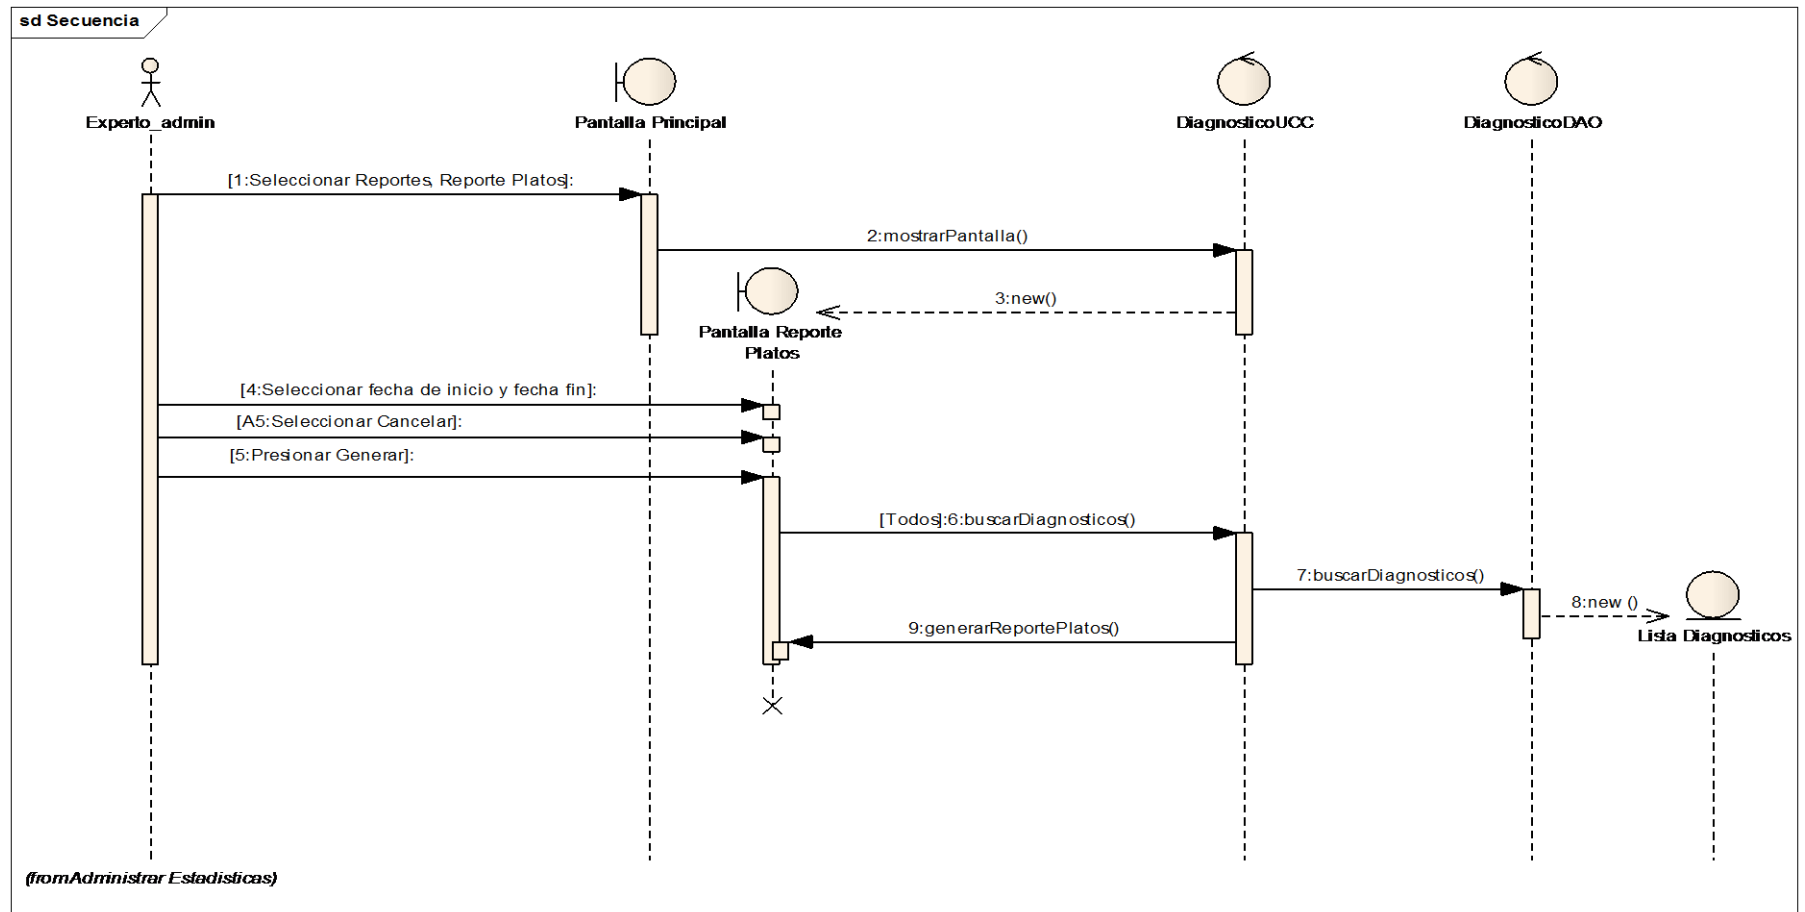 sd Secuencia
Experto_admin
Pantalla Principal
DiagnosticoUCC
DiagnosticoDAO
[1:Seleccionar Reportes, Reporte Platos]:
2:mostrarPantalla()
3:new()
Pantalla Reporte
Platos
[4:Seleccionar fecha de inicio y fecha fin]:
[A5:Seleccionar Cancelar]:
[5:Presionar Generar]:
[Todos]:6:buscarDiagnosticos()
7:buscarDiagnosticos()
8:new ()
9:generarReportePlatos()
Lista Diagnosticos
(fromAdministrar Estadisticas)